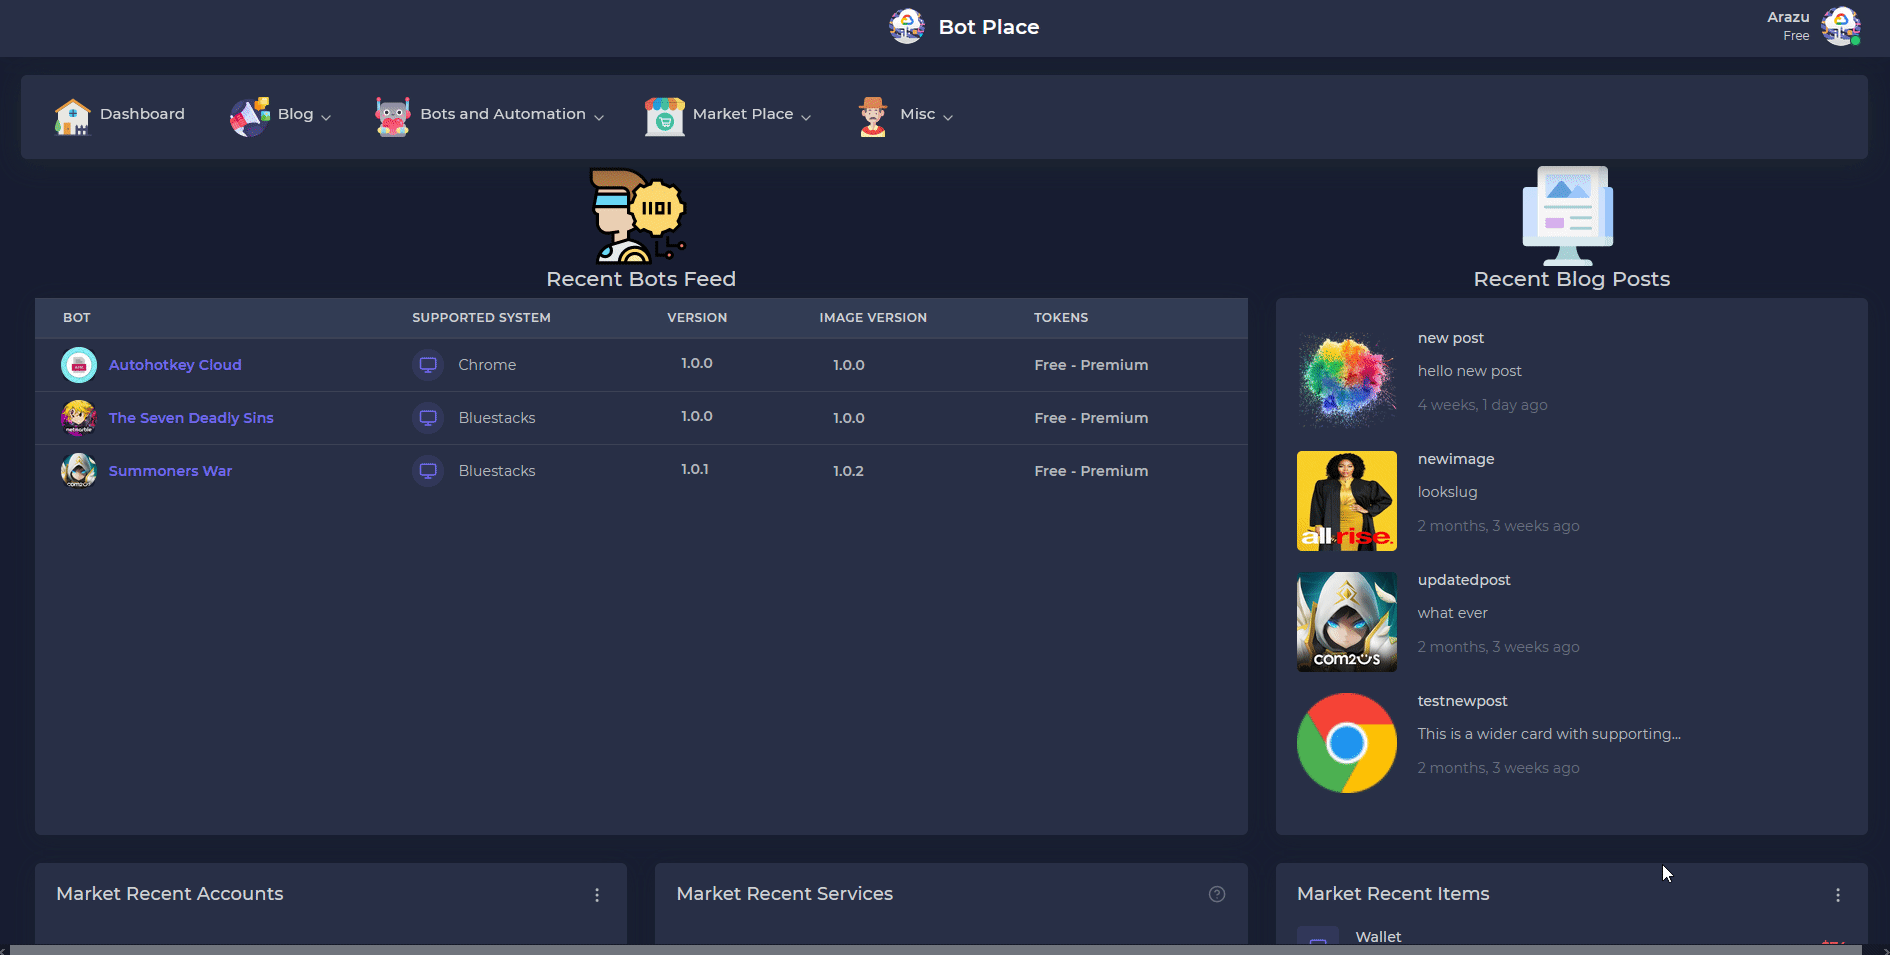 Bot Place
Arazu
Free
Dashboard
Blog
Bots and Automation
Market Place
Misc
1101
Recent Bots Feed
Recent Blog Posts
BOT SUPPORTED SYSTEM VERSION IMAGE VERSION TOKENS
Autohotkey Cloud Chrome 1.0.0 1.0.0 Free - Premium
netmarble
The Seven Deadly Sins Bluestacks 1.0.0 1.0.0 Free - Premium
COM2US
Summoners War Bluestacks 1.0.1 1.0.2 Free - Premium
new post
hello new post
4 weeks, 1 day ago
all rise.
newimage
lookslug
2 months, 3 weeks ago
com2us
updatedpost
what ever
2 months, 3 weeks ago
testnewpost
This is a wider card with supporting...
2 months, 3 weeks ago
Market Recent Accounts
Market Recent Services
Market Recent Items
Wallet